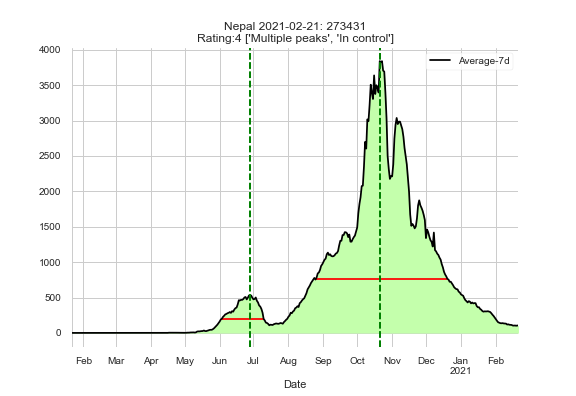 Nepal 2021-02-21: 273431
Rating:4 ['Multiple peaks', 'In control']
Average-7d
4000
3500
3000
2500
2000
1500
1000
500
0
Feb Mar Apr May Jun Jul Aug Sep Oct Nov Dec Jan Feb
2021
Date